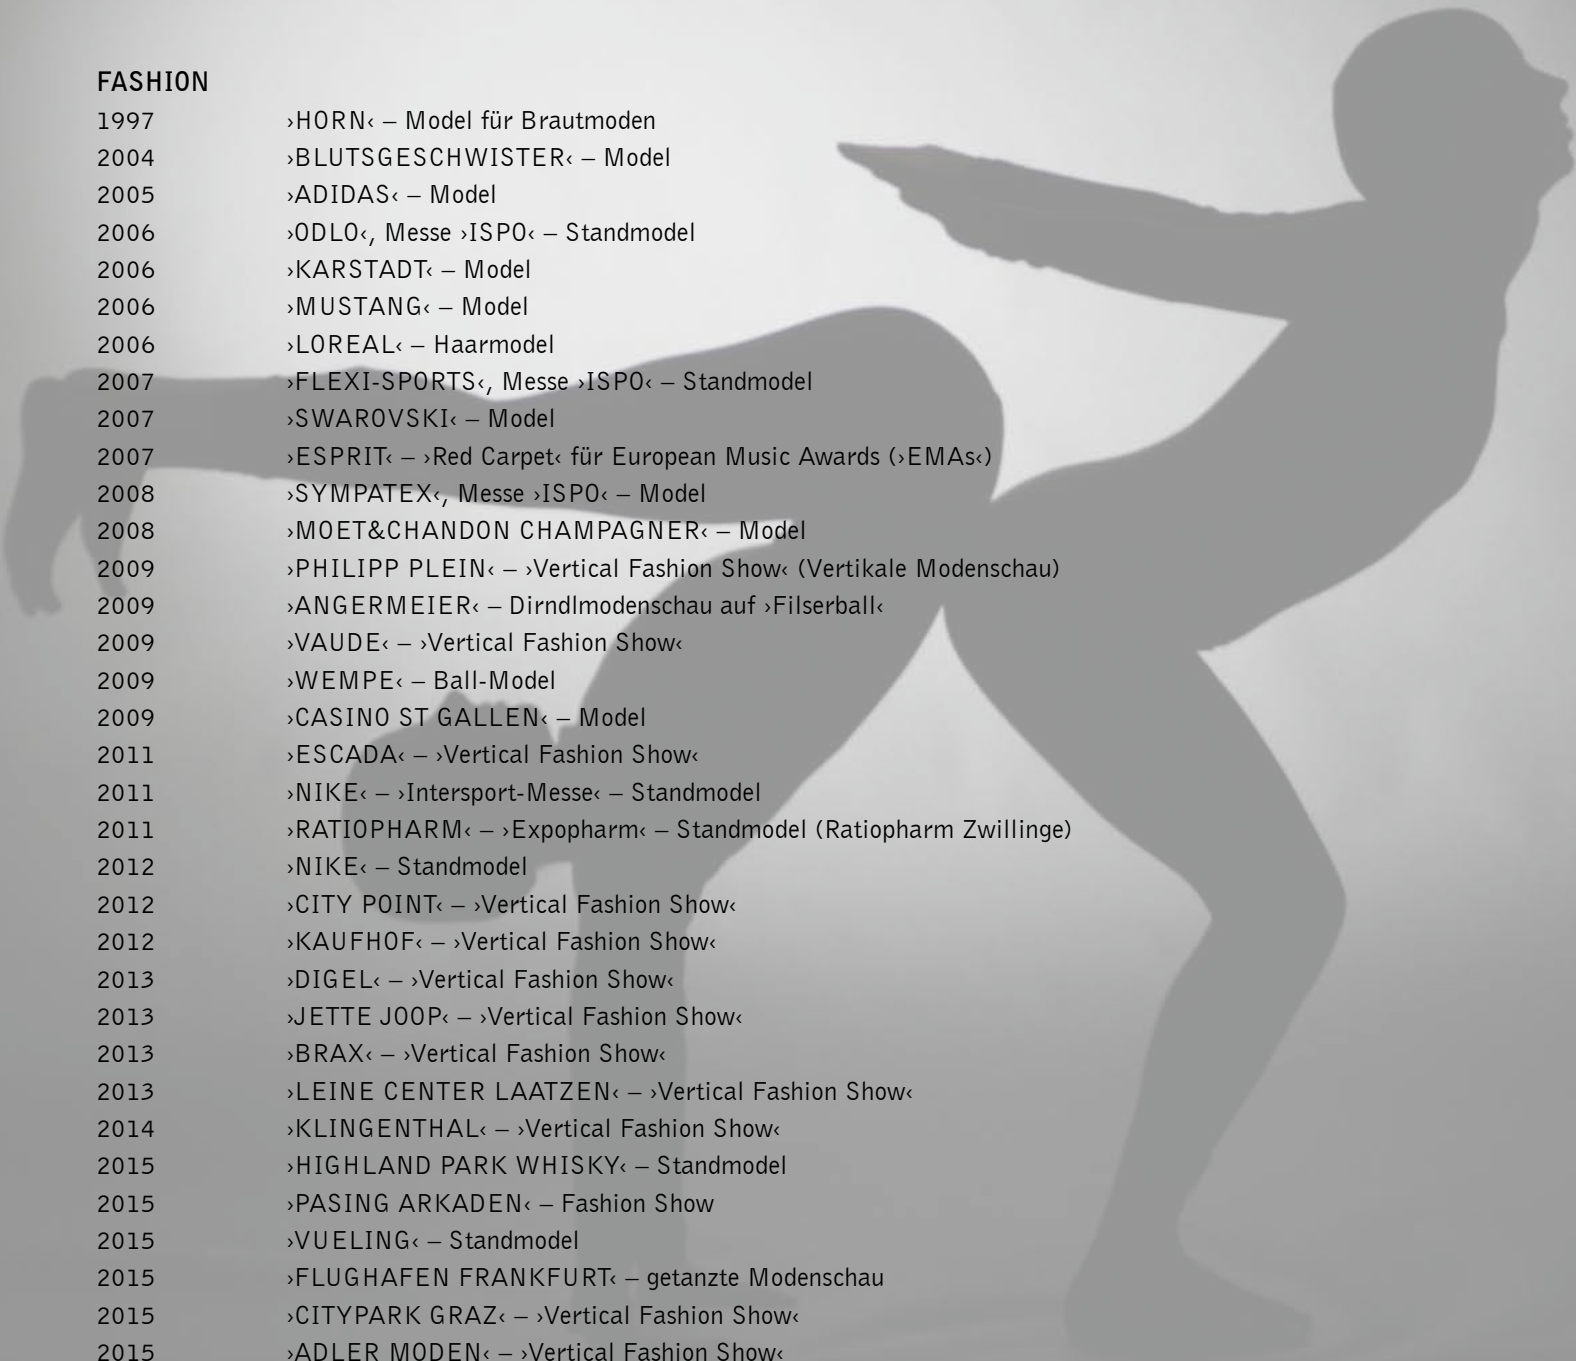 FASHION
1997 ›HORN‹ – Model für Brautmoden
2004 ›BLUTSGESCHWISTER‹ – Model
2005 ›ADIDAS‹ – Model
2006 ›ODLO‹, Messe ›ISPO‹ – Standmodel
2006 ›KARSTADT‹ – Model
2006 ›MUSTANG‹ – Model
2006 ›LOREAL‹ – Haarmodel
2007 ›FLEXI-SPORTS‹, Messe ›ISPO‹ – Standmodel
2007 ›SWAROVSKI‹ – Model
2007 ›ESPRIT‹ – ›Red Carpet‹ für European Music Awards (›EMAs‹)
2008 ›SYMPATEX‹, Messe ›ISPO‹ – Model
2008 ›MOET&CHANDON CHAMPAGNER‹ – Model
2009 ›PHILIPP PLEIN‹ – ›Vertical Fashion Show‹ (Vertikale Modenschau)
2009 ›ANGERMEIER‹ – Dirndlmodenschau auf ›Filserball‹
2009 ›VAUDE‹ – ›Vertical Fashion Show‹
2009 ›WEMPE‹ – Ball-Model
2009 ›CASINO ST GALLEN‹ – Model
2011 ›ESCADA‹ – ›Vertical Fashion Show‹
2011 ›NIKE‹ – ›Intersport-Messe‹ – Standmodel
2011 ›RATIOPHARM‹ – ›Expopharm‹ – Standmodel (Ratiopharm Zwillinge)
2012 ›NIKE‹ – Standmodel
2012 ›CITY POINT‹ – ›Vertical Fashion Show‹
2012 ›KAUFHOF‹ – ›Vertical Fashion Show‹
2013 ›DIGEL‹ – ›Vertical Fashion Show‹
2013 ›JETTE JOOP‹ – ›Vertical Fashion Show‹
2013 ›BRAX‹ – ›Vertical Fashion Show‹
2013 ›LEINE CENTER LAATZEN‹ – ›Vertical Fashion Show‹
2014 ›KLINGENTHAL‹ – ›Vertical Fashion Show‹
2015 ›HIGHLAND PARK WHISKY‹ – Standmodel
2015 ›PASING ARKADEN‹ – Fashion Show
2015 ›VUELING‹ – Standmodel
2015 ›FLUGHAFEN FRANKFURT‹ – getanzte Modenschau
2015 ›CITYPARK GRAZ‹ – ›Vertical Fashion Show‹
2015 ›ADLER MODEN‹ – ›Vertical Fashion Show‹